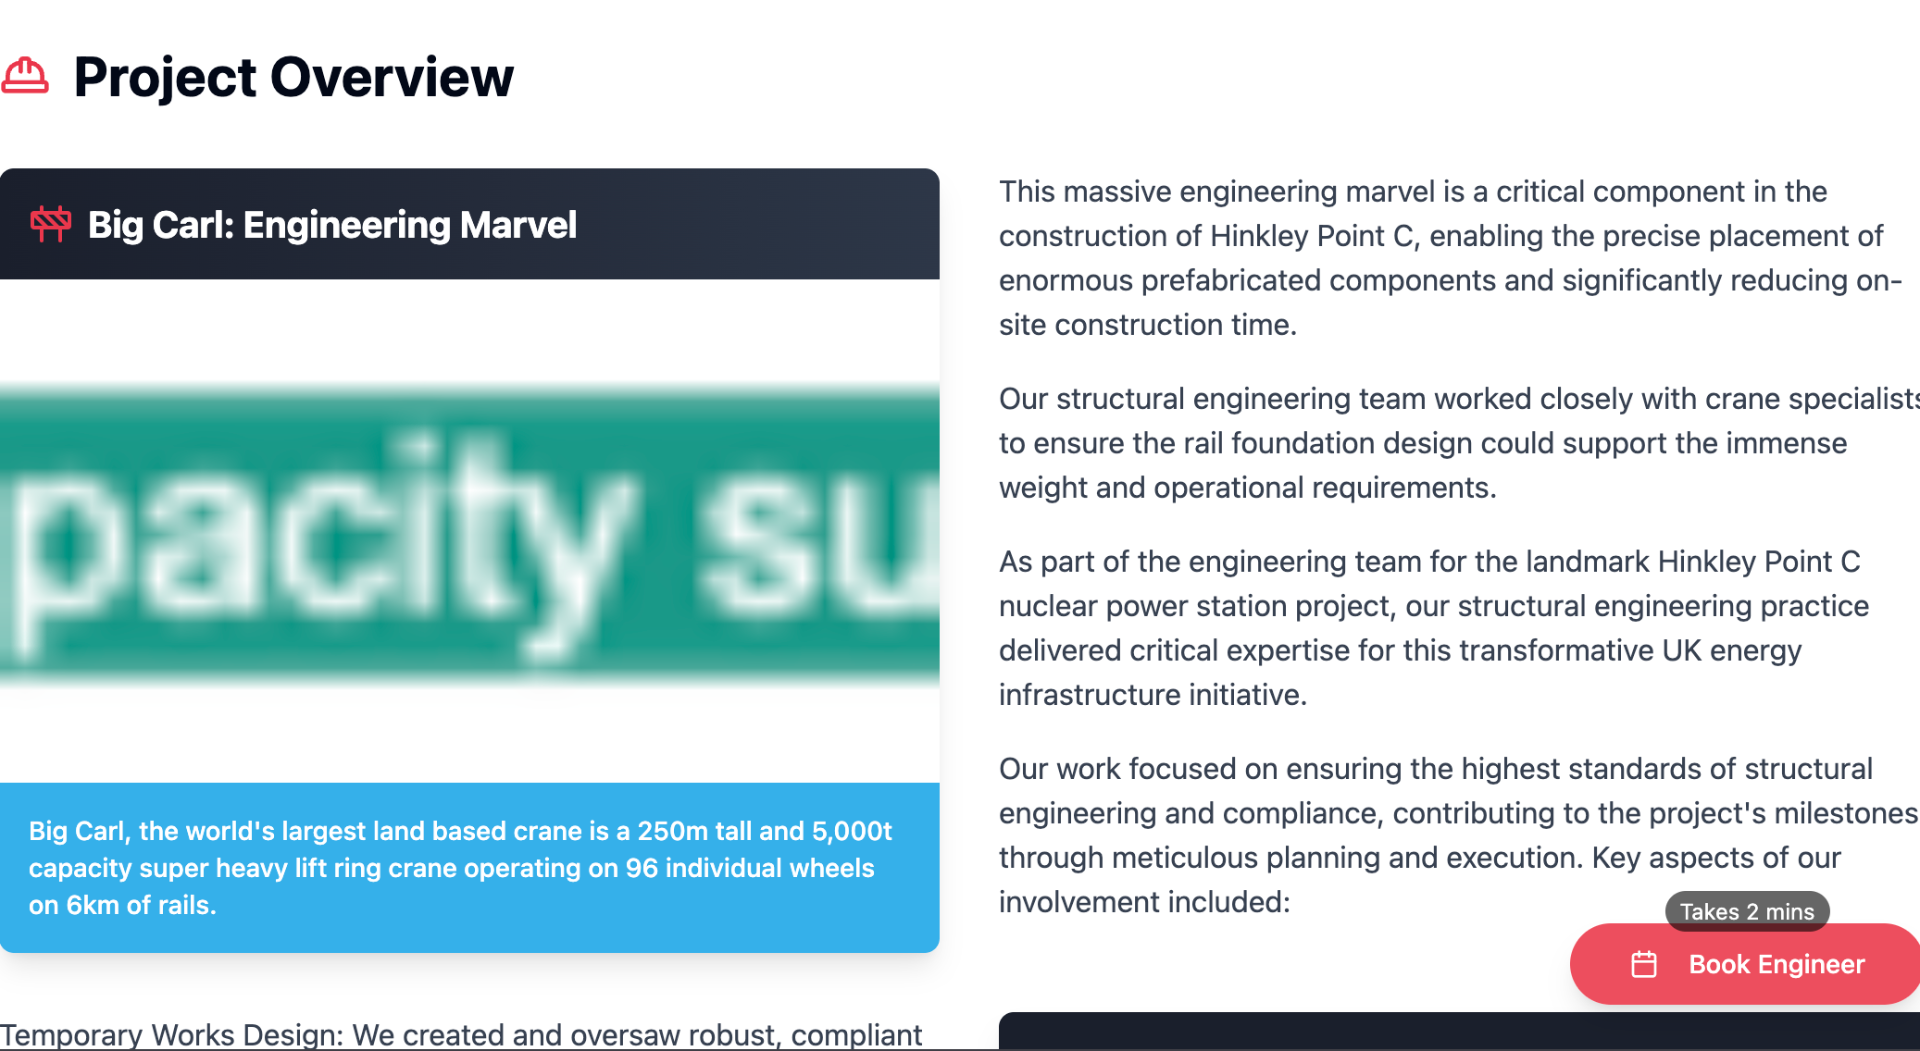 Project Overview
Big Carl: Engineering Marvel
pacity su
Big Carl, the world's largest land based crane is a 250m tall and 5,000t
capacity super heavy lift ring crane operating on 96 individual wheels
on 6km of rails.
Temporary Works Design: We created and oversaw robust, compliant
This massive engineering marvel is a critical component in the
construction of Hinkley Point C, enabling the precise placement of
enormous prefabricated components and significantly reducing on-
site construction time.
Our structural engineering team worked closely with crane specialists
to ensure the rail foundation design could support the immense
weight and operational requirements.
As part of the engineering team for the landmark Hinkley Point C
nuclear power station project, our structural engineering practice
delivered critical expertise for this transformative UK energy
infrastructure initiative.
Our work focused on ensuring the highest standards of structural
engineering and compliance, contributing to the project's milestones
through meticulous planning and execution. Key aspects of our
involvement included:
Takes 2 mins
Book Engineer